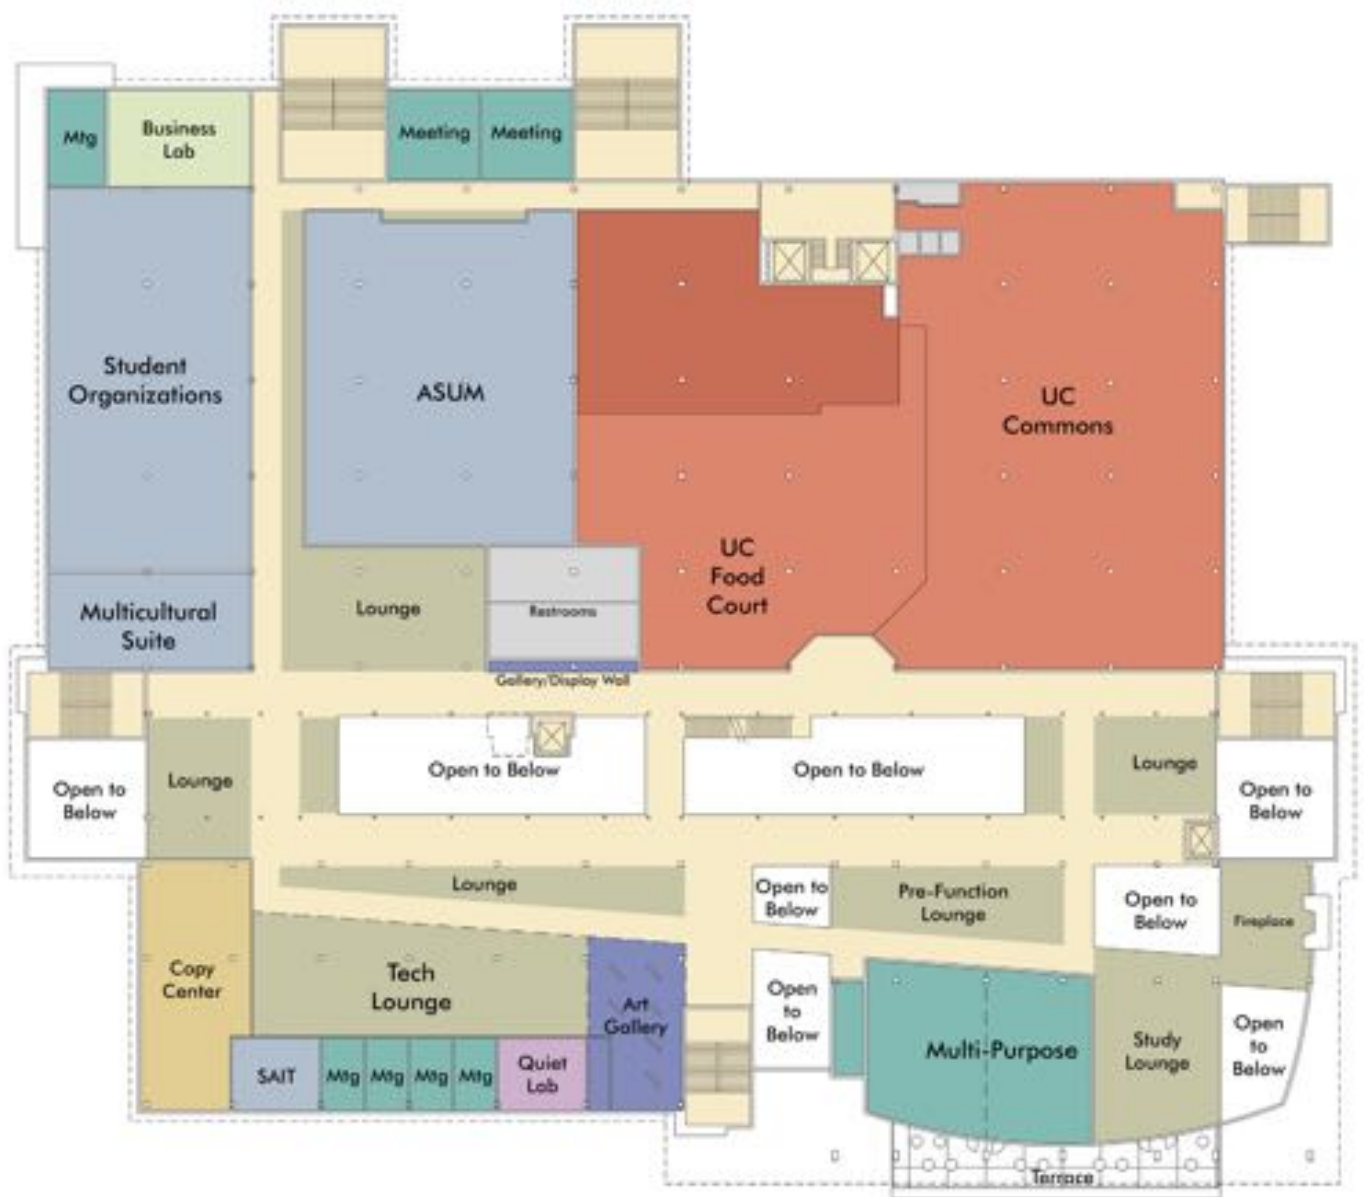 Mtg
Business
Lab
Meeting
Meeting
Student
Organizations
ASUM
UC
Commons
UC
Food
Court
Multicultural
Suite
Lounge
Restrooms
Gallery/Display Wall
Open to
Below
Lounge
Open to Below
Open to Below
Lounge
Open to
Below
Lounge
Open to
Below
Pre-Function
Lounge
Open to
Below
Fireplace
Copy
Center
Tech
Lounge
Art
Gallery
Open
to
Below
Multi-Purpose
Study
Lounge
Open
to
Below
SAIT
Mtg
Mtg
Mtg
Mtg
Quiet
Lab
Terrace